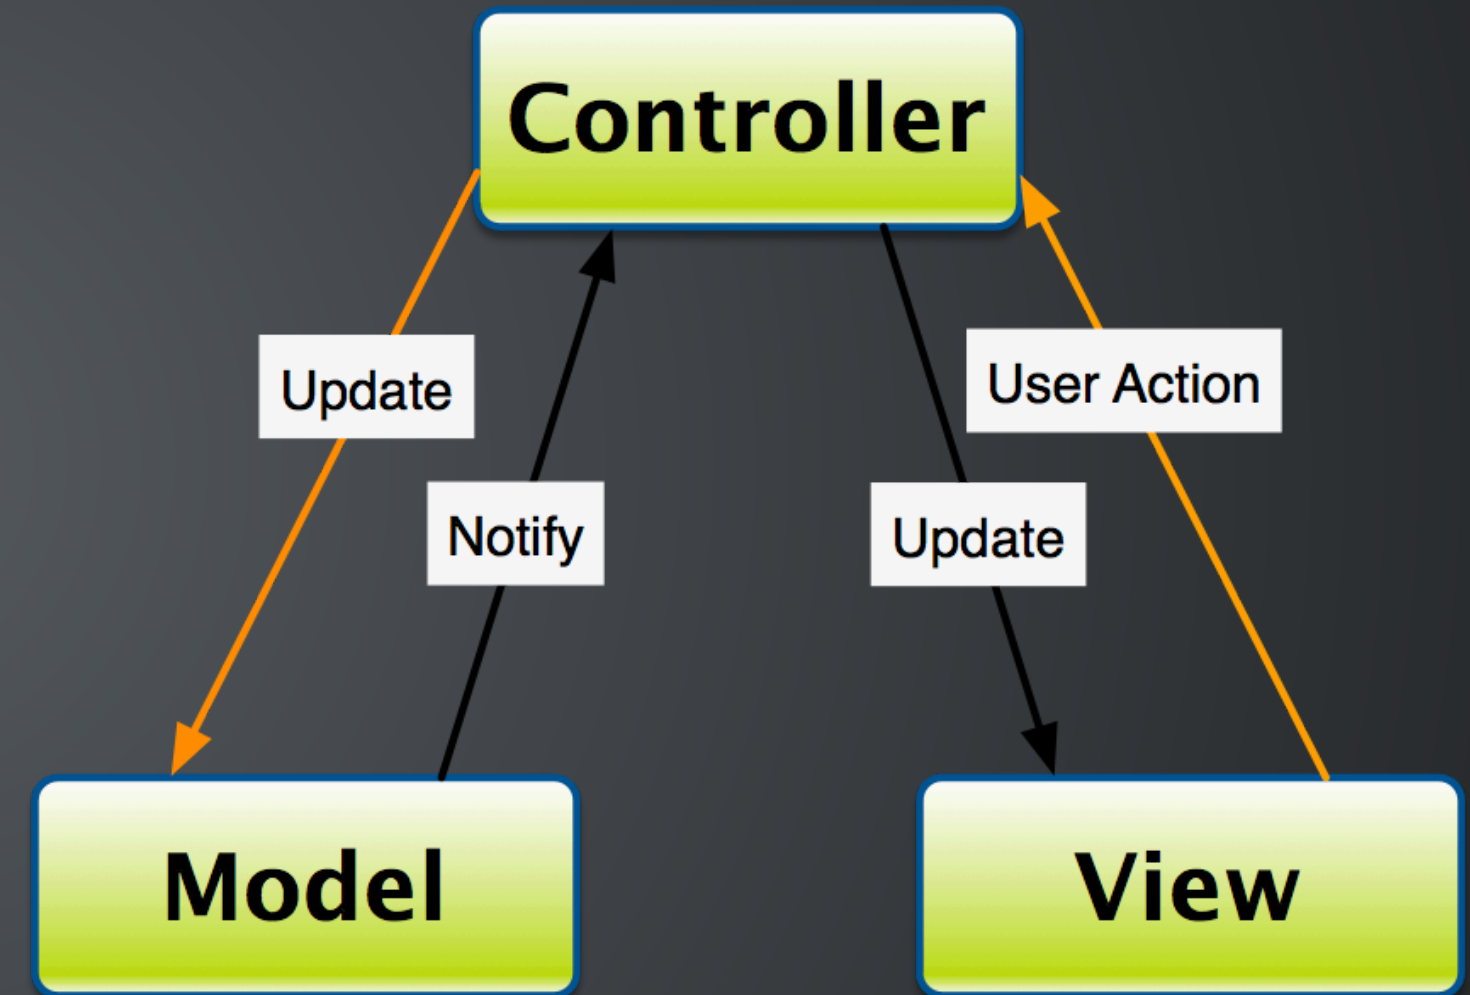 Controller
Update
User Action
Notify
Update
Model
View